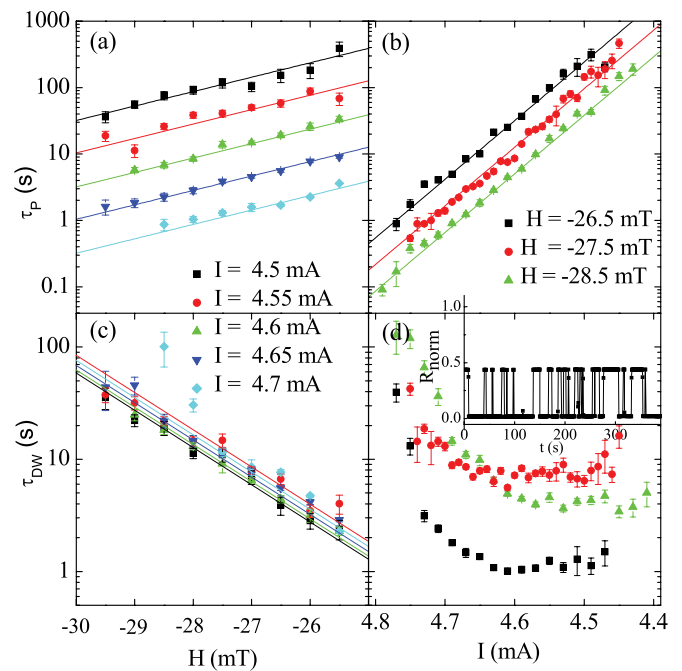 (a)
(b)
1000
100
10
1
0.1
τP (s)
I = 4.5 mA
I = 4.55 mA
I = 4.6 mA
I = 4.65 mA
I = 4.7 mA
H = -26.5 mT
H = -27.5 mT
H = -28.5 mT
(c)
(d)
100
10
1
τDW (s)
-30 -29 -28 -27 -26 -25
H (mT)
1.0
0.5
0.0
Rnorm
0 100 200 300
t (s)
4.8 4.7 4.6 4.5 4.4
I (mA)